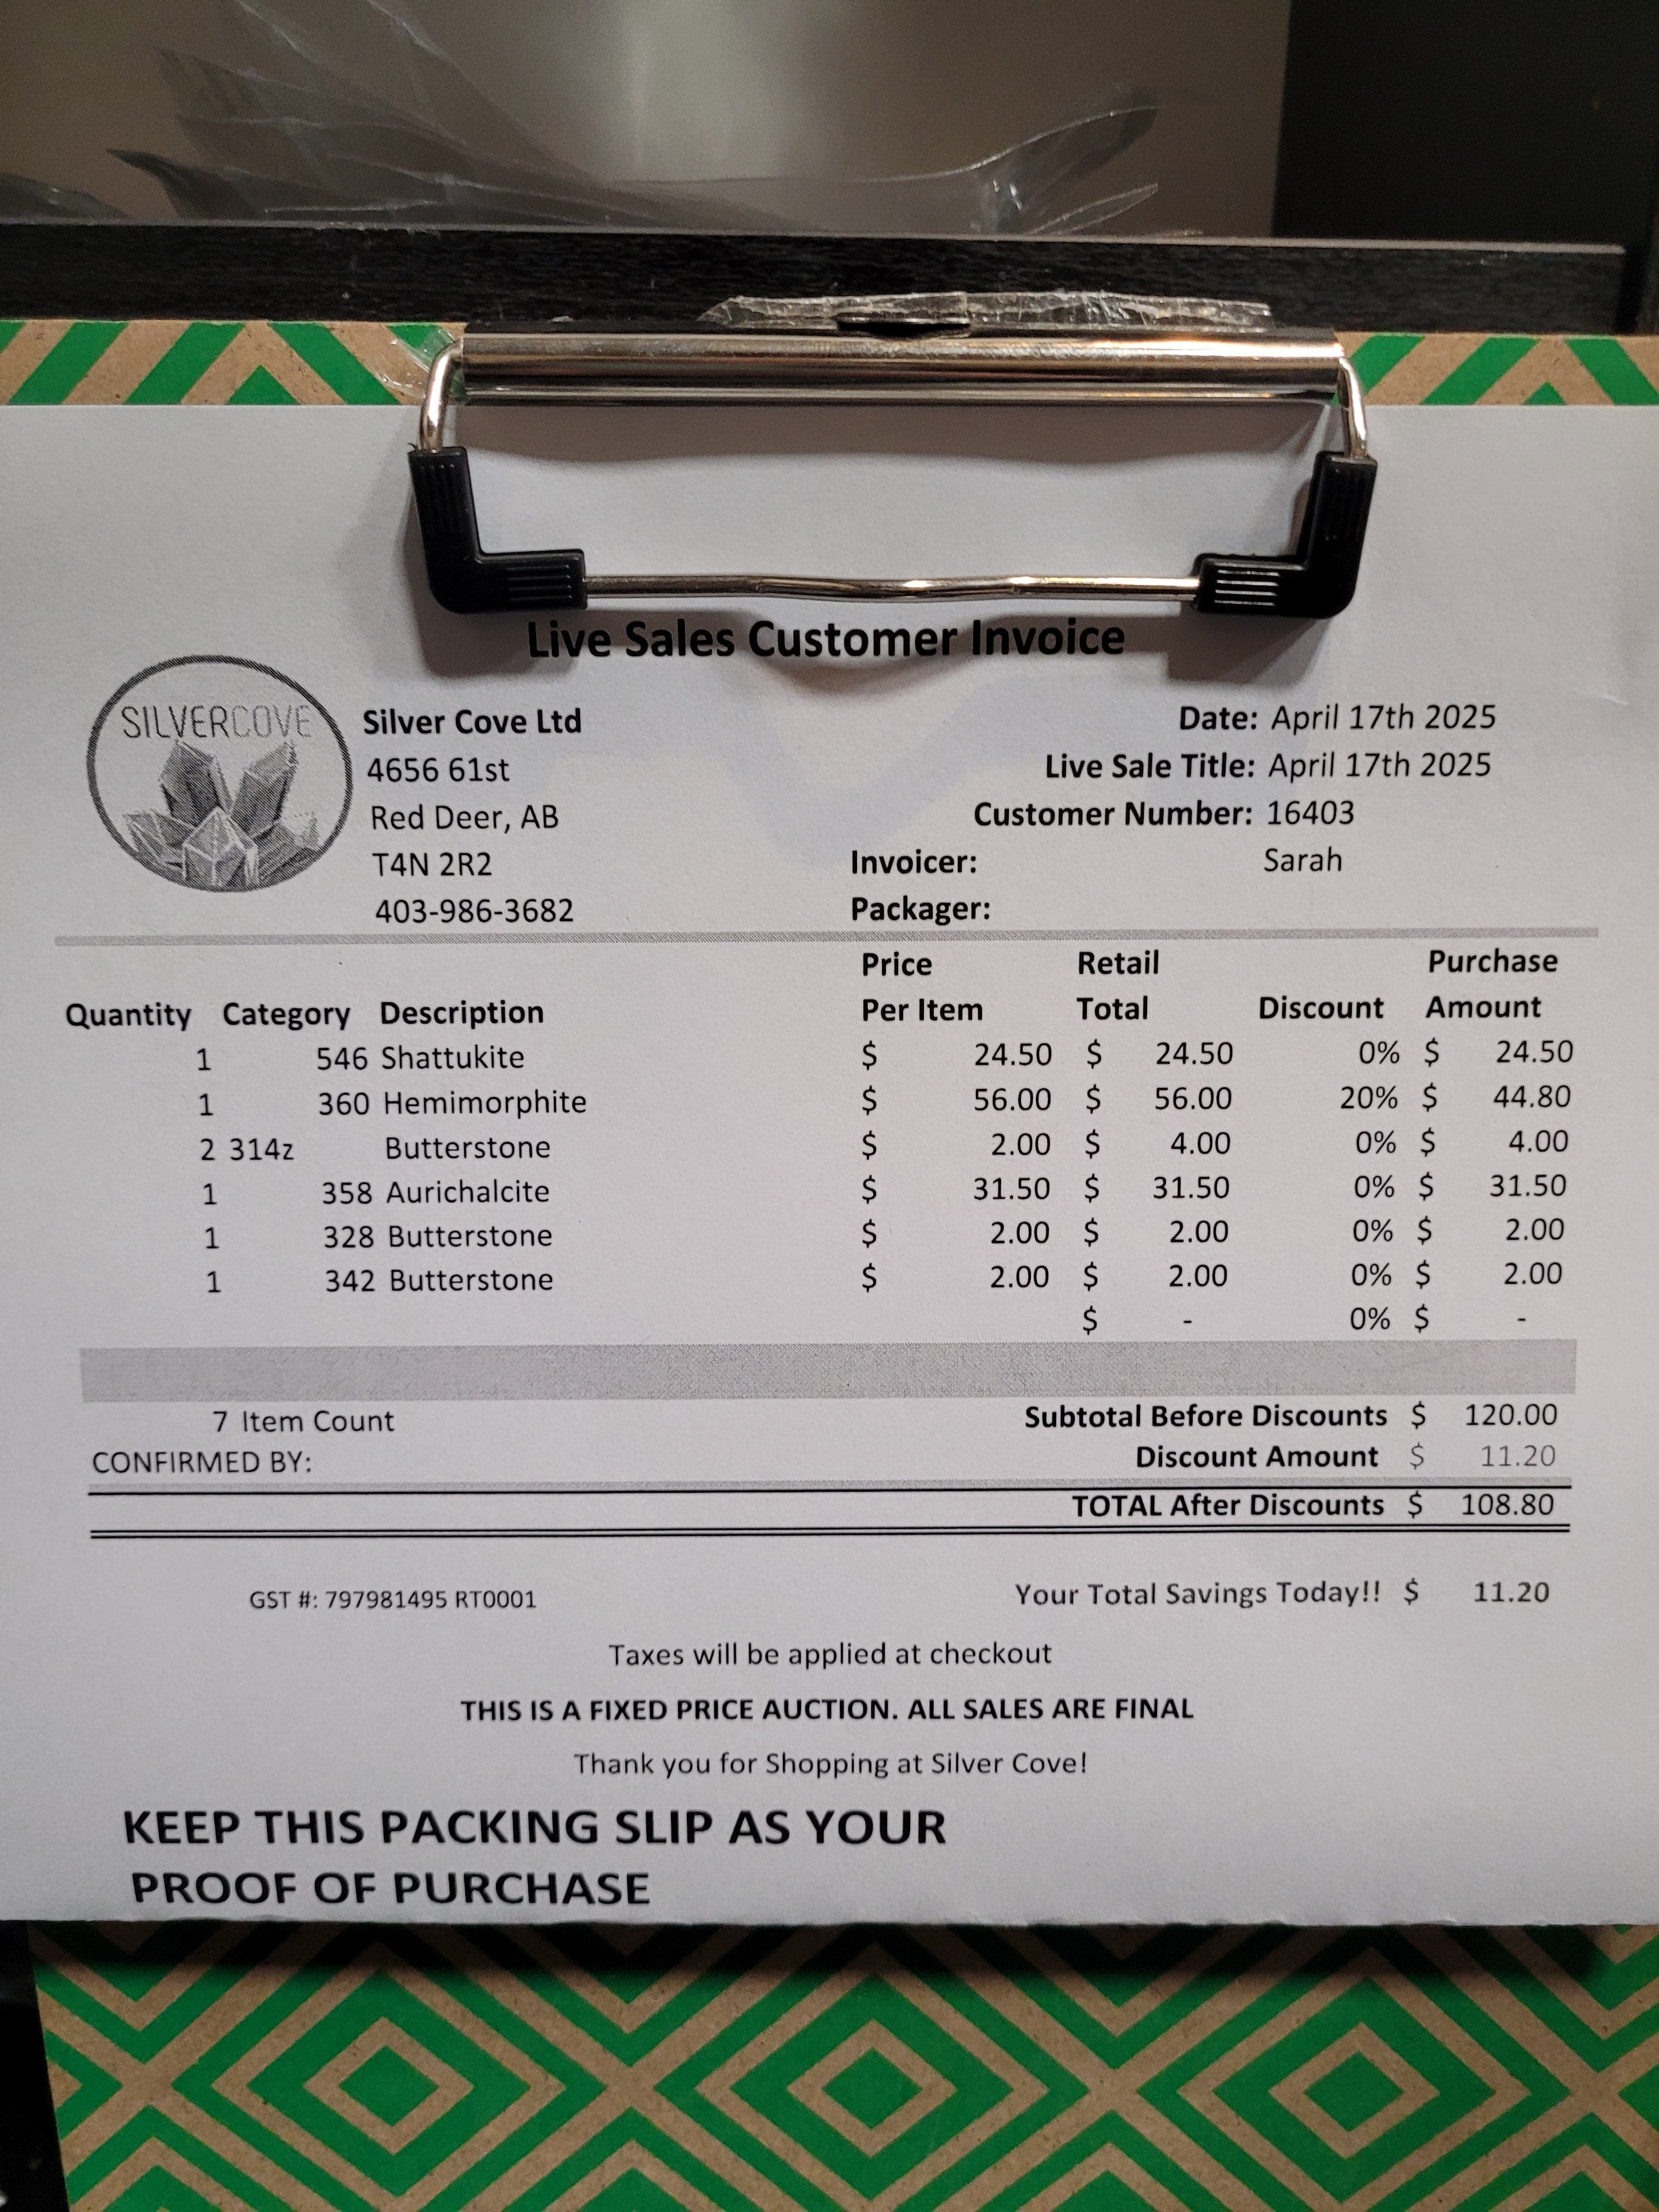 Live Sales Customer Invoice
SILVERCOVE
Silver Cove Ltd
4656 61st
Red Deer, AB
T4N 2R2
403-986-3682
Date: April 17th 2025
Live Sale Title: April 17th 2025
Customer Number: 16403
Invoicer: Sarah
Packager:
Quantity Category Description Price Per Item Retail Total Discount Purchase Amount
1 546 Shattukite $ 24.50 $ 24.50 0% $ 24.50
1 360 Hemimorphite $ 56.00 $ 56.00 20% $ 44.80
2 314z Butterstone $ 2.00 $ 4.00 0% $ 4.00
1 358 Aurichalcite $ 31.50 $ 31.50 0% $ 31.50
1 328 Butterstone $ 2.00 $ 2.00 0% $ 2.00
1 342 Butterstone $ 2.00 $ 2.00 0% $ 2.00
$ - 0% $ -
7 Item Count Subtotal Before Discounts $ 120.00
CONFIRMED BY: Discount Amount $ 11.20
TOTAL After Discounts $ 108.80
GST #: 797981495 RT0001 Your Total Savings Today!! $ 11.20
Taxes will be applied at checkout
THIS IS A FIXED PRICE AUCTION. ALL SALES ARE FINAL
Thank you for Shopping at Silver Cove!
KEEP THIS PACKING SLIP AS YOUR
PROOF OF PURCHASE